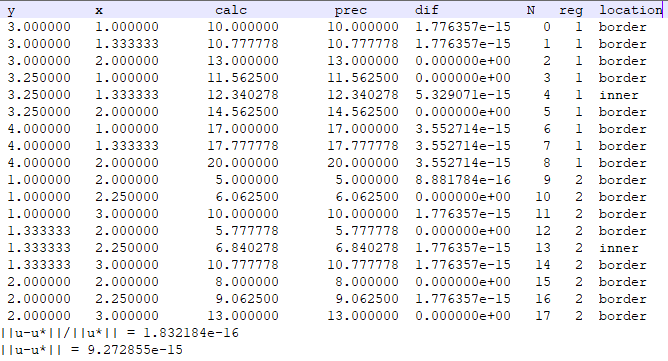 y x calc prec dif N reg location
3.000000 1.000000 10.000000 10.000000 1.776357e-15 0 1 border
3.000000 1.333333 10.777778 10.777778 1.776357e-15 1 1 border
3.000000 2.000000 13.000000 13.000000 0.000000e+00 2 1 border
3.250000 1.000000 11.562500 11.562500 0.000000e+00 3 1 border
3.250000 1.333333 12.340278 12.340278 5.329071e-15 4 1 inner
3.250000 2.000000 14.562500 14.562500 0.000000e+00 5 1 border
4.000000 1.000000 17.000000 17.000000 3.552714e-15 6 1 border
4.000000 1.333333 17.777778 17.777778 3.552714e-15 7 1 border
4.000000 2.000000 20.000000 20.000000 3.552714e-15 8 1 border
1.000000 2.000000 5.000000 5.000000 8.881784e-16 9 2 border
1.000000 2.250000 6.062500 6.062500 0.000000e+00 10 2 border
1.000000 3.000000 10.000000 10.000000 1.776357e-15 11 2 border
1.333333 2.000000 5.777778 5.777778 0.000000e+00 12 2 border
1.333333 2.250000 6.840278 6.840278 1.776357e-15 13 2 inner
1.333333 3.000000 10.777778 10.777778 1.776357e-15 14 2 border
2.000000 2.000000 8.000000 8.000000 0.000000e+00 15 2 border
2.000000 2.250000 9.062500 9.062500 1.776357e-15 16 2 border
2.000000 3.000000 13.000000 13.000000 0.000000e+00 17 2 border
||u-u*||/||u*|| = 1.832184e-16
||u-u*|| = 9.272855e-15